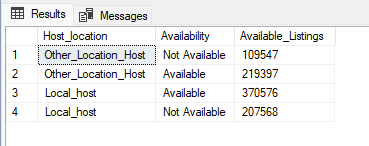 Results Messages
Host_location Availability Available_Listings
1 Other_Location_Host Not Available 109547
2 Other_Location_Host Available 219397
3 Local_host Available 370576
4 Local_host Not Available 207568